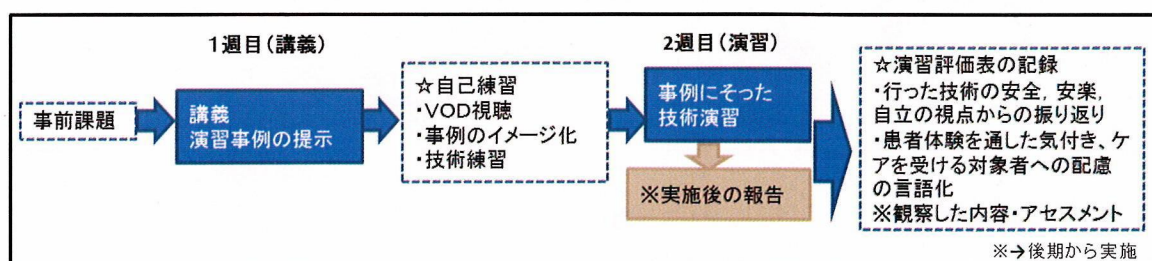 1週目(講義)
2週目(演習)
事前課題
講義
演習事例の提示
☆自己練習
・VOD視聴
・事例のイメージ化
・技術練習
事例にそった
技術演習
※実施後の報告
☆演習評価表の記録
・行った技術の安全,安楽,
自立の視点からの振り返り
・患者体験を通した気付き、ケ
アを受ける対象者への配慮
の言語化
※観察した内容・アセスメント
※→後期から実施